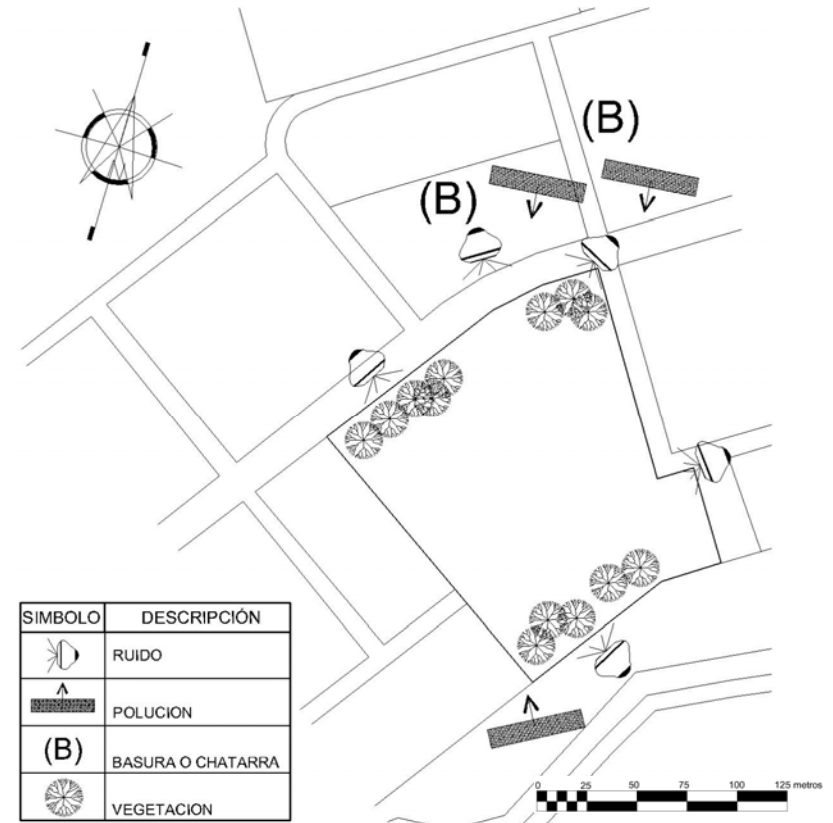 (B)
(B)
SIMBOLO DESCRIPCIÓN
RUIDO
POLUCION
(B) BASURA O CHATARRA
VEGETACION
0 25 50 75 100 125 metros